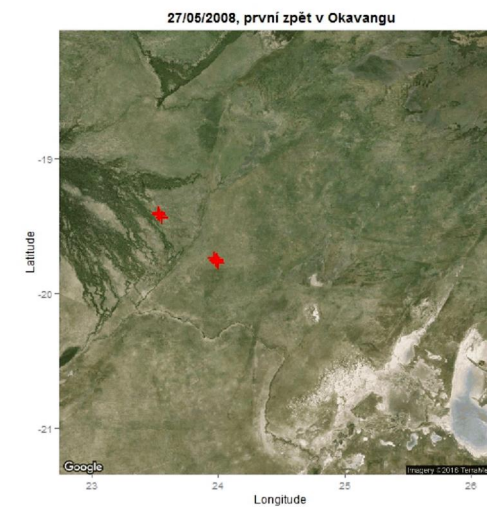 27/05/2008, první zpět v Okavangu
Latitude
-19
-20
-21
Google
Imagery ©2016 TerraMe
23
24
25
26
Longitude